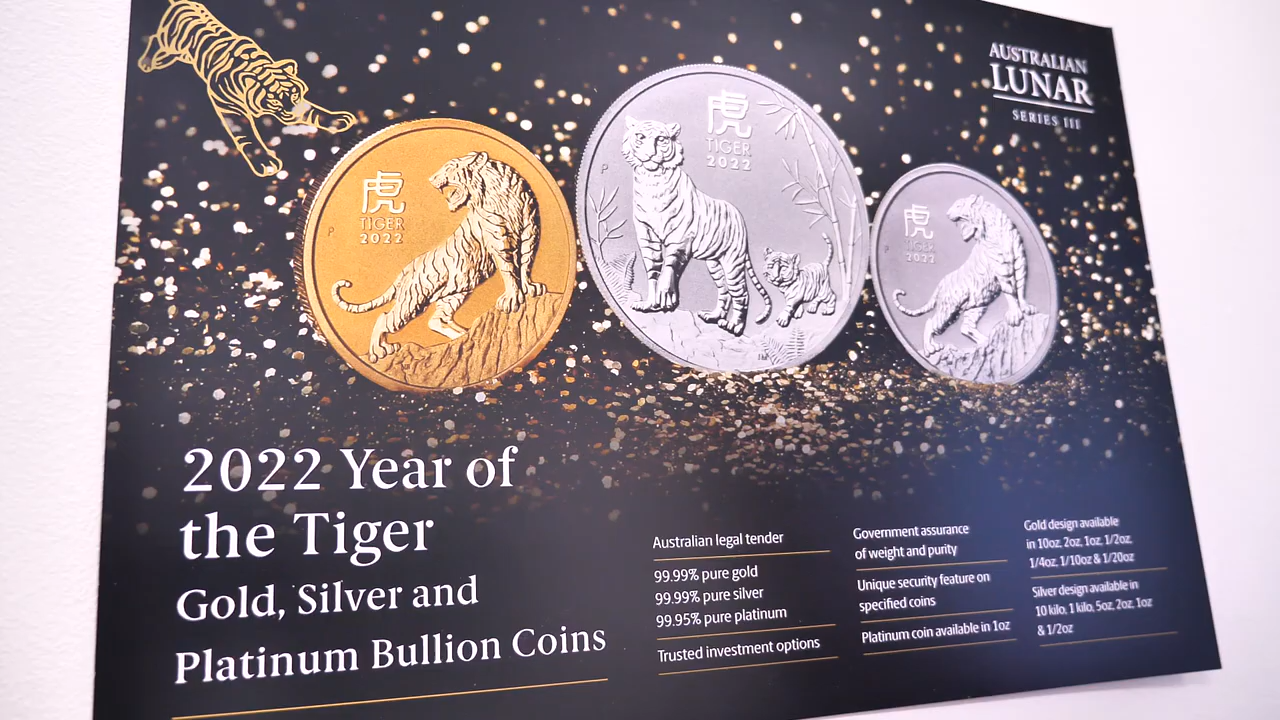 AUSTRALIAN
LUNAR
SERIES III
虎
TIGER
2022
P
虎
TIGER
2022
P
虎
TIGER
2022
P
2022 Year of
the Tiger
Gold, Silver and
Platinum Bullion Coins
Australian legal tender
99.99% pure gold
99.99% pure silver
99.95% pure platinum
Trusted investment options
Government assurance
of weight and purity
Unique security feature on
specified coins
Platinum coin available in 1oz
Gold design available
in 10oz, 2oz, 1oz, 1/2oz,
1/4oz, 1/10oz & 1/20oz
Silver design available in
10 kilo, 1 kilo, 5oz, 2oz, 1oz
& 1/2oz